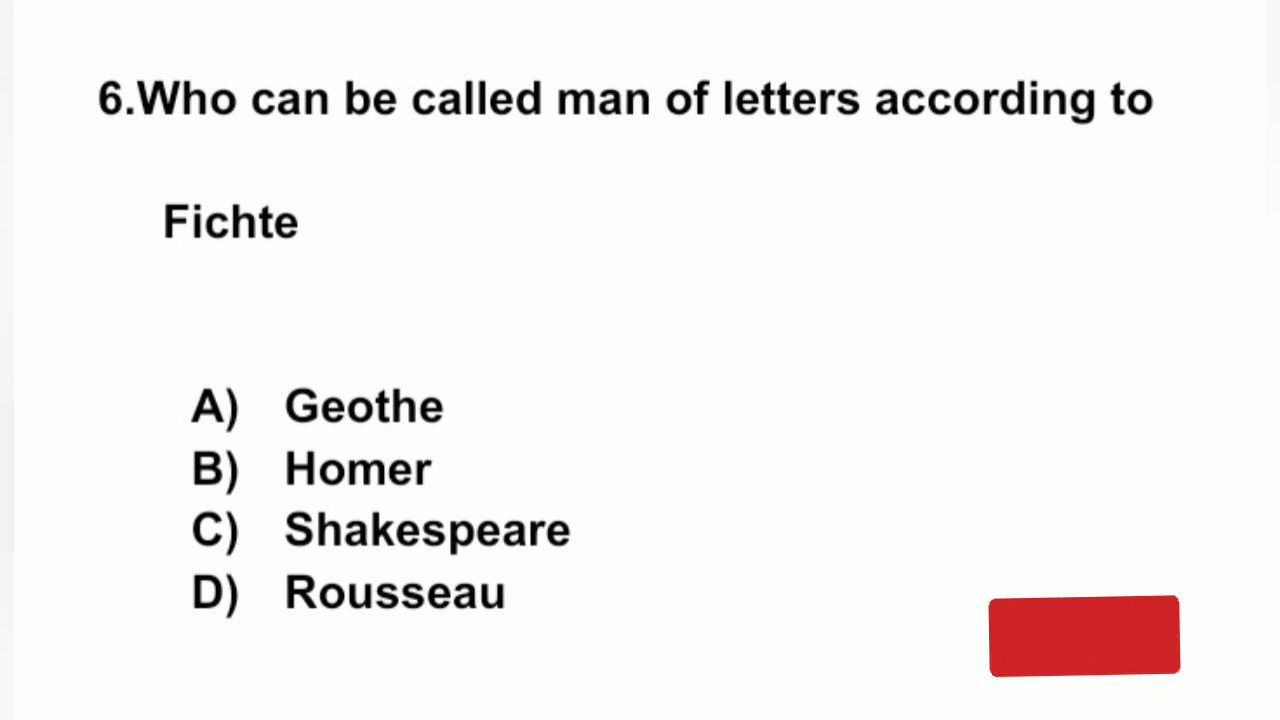 6.Who can be called man of letters according to
Fichte
A) Geothe
B) Homer
C) Shakespeare
D) Rousseau